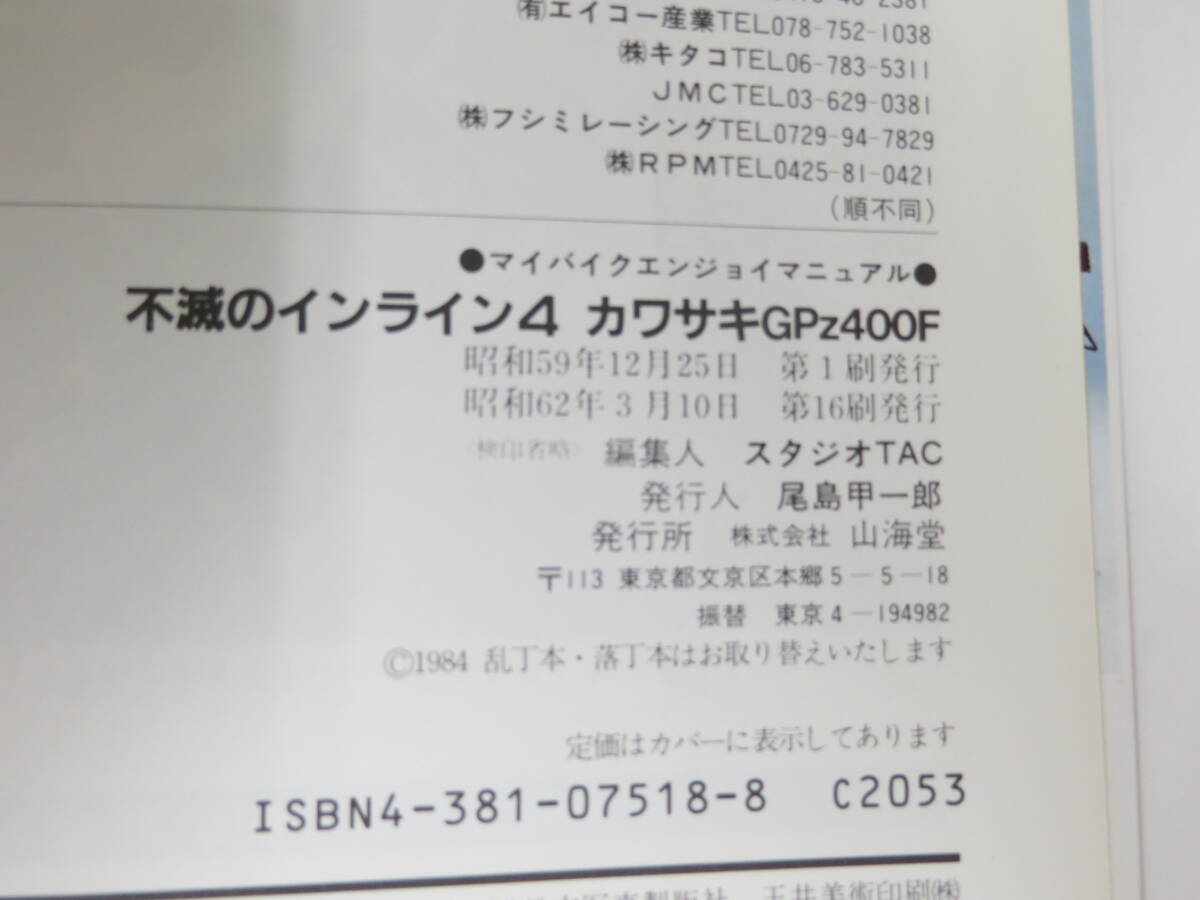 ㈲エイコー産業TEL078-752-1038
㈱キタコTEL06-783-5311
JMCTEL03-629-0381
㈱フシミレーシングTEL0729-94-7829
㈱RPMTEL0425-81-0421
(順不同)
●マイバイクエンジョイマニュアル●
不滅のインライン4 カワサキGPz400F
昭和59年12月25日 第1刷発行
昭和62年3月10日 第16刷発行
〈検印省略〉 編集人 スタジオTAC
発行人 尾島甲一郎
発行所 株式会社 山海堂
〒113 東京都文京区本郷5-5-18
振替 東京4-194982
©1984 乱丁本・落丁本はお取り替えいたします
定価はカバーに表示してあります
ISBN4-381-07518-8 C2053
玉井美術印刷㈱